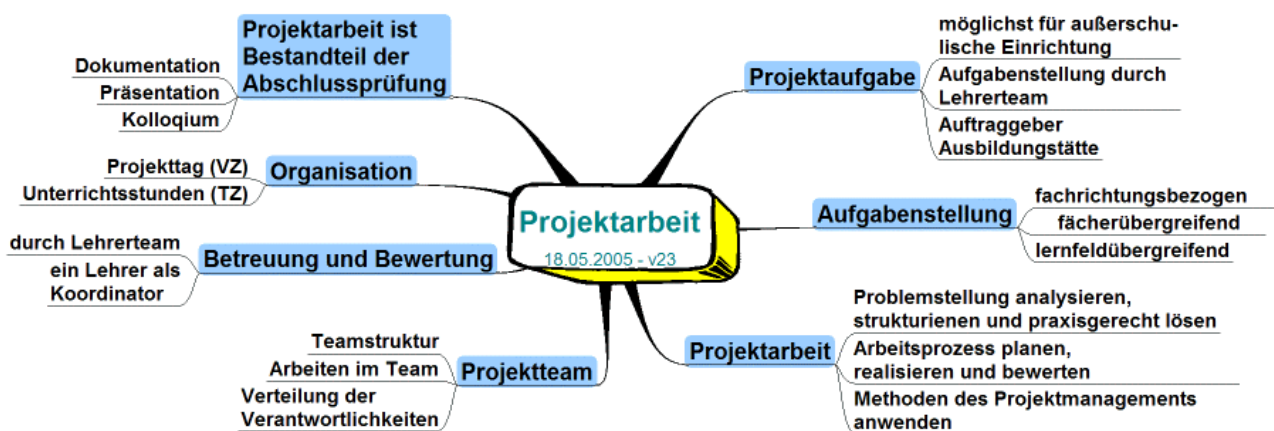 Projektarbeit
18.05.2005 - v23
Projektarbeit ist
Bestandteil der
Abschlussprüfung
Dokumentation
Präsentation
Kolloqium
Organisation
Projekttag (VZ)
Unterrichtsstunden (TZ)
Betreuung und Bewertung
durch Lehrerteam
ein Lehrer als
Koordinator
Projektteam
Teamstruktur
Arbeiten im Team
Verteilung der
Verantwortlichkeiten
Projektaufgabe
möglichst für außerschu-
lische Einrichtung
Aufgabenstellung durch
Lehrerteam
Auftraggeber
Ausbildungstätte
Aufgabenstellung
fachrichtungsbezogen
fächerübergreifend
lernfeldübergreifend
Projektarbeit
Problemstellung analysieren,
strukturienen und praxisgerecht lösen
Arbeitsprozess planen,
realisieren und bewerten
Methoden des Projektmanagements
anwenden